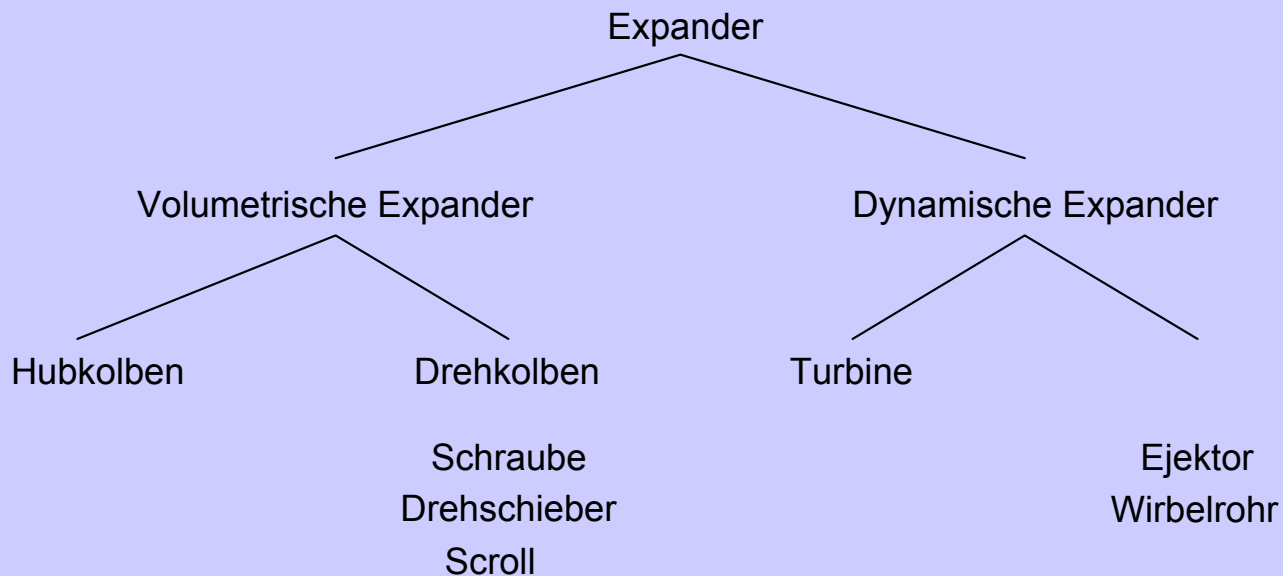 Expander
Volumetrische Expander
Dynamische Expander
Hubkolben
Drehkolben
Turbine
Schraube
Drehschieber
Scroll
Ejektor
Wirbelrohr